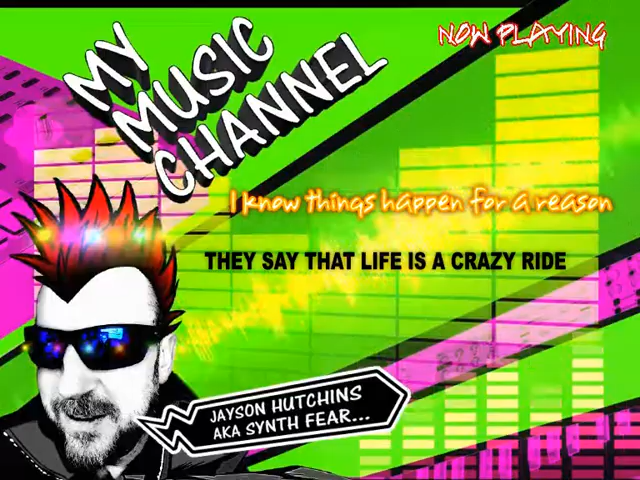 MY
MUSIC
CHANNEL
NOW PLAYING
I know things happen for a reason
THEY SAY THAT LIFE IS A CRAZY RIDE
JAYSON HUTCHINS
AKA SYNTH FEAR...